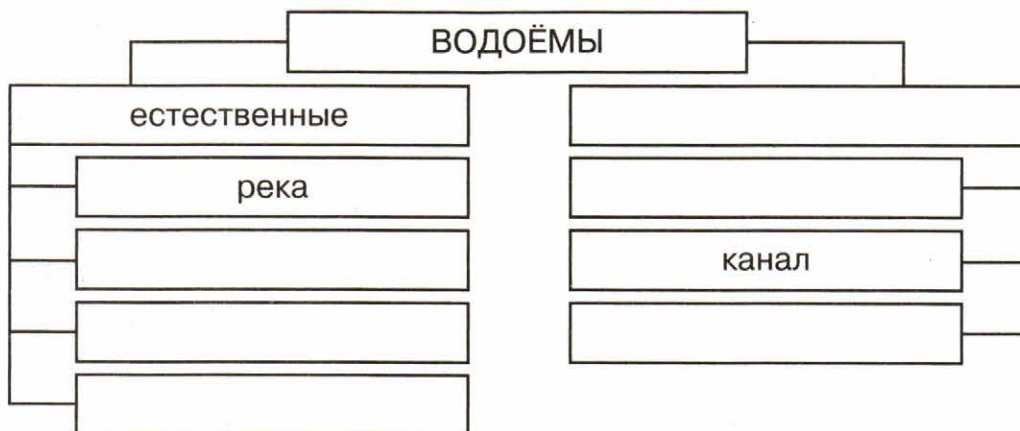 ВОДОЁМЫ
естественные
река
канал